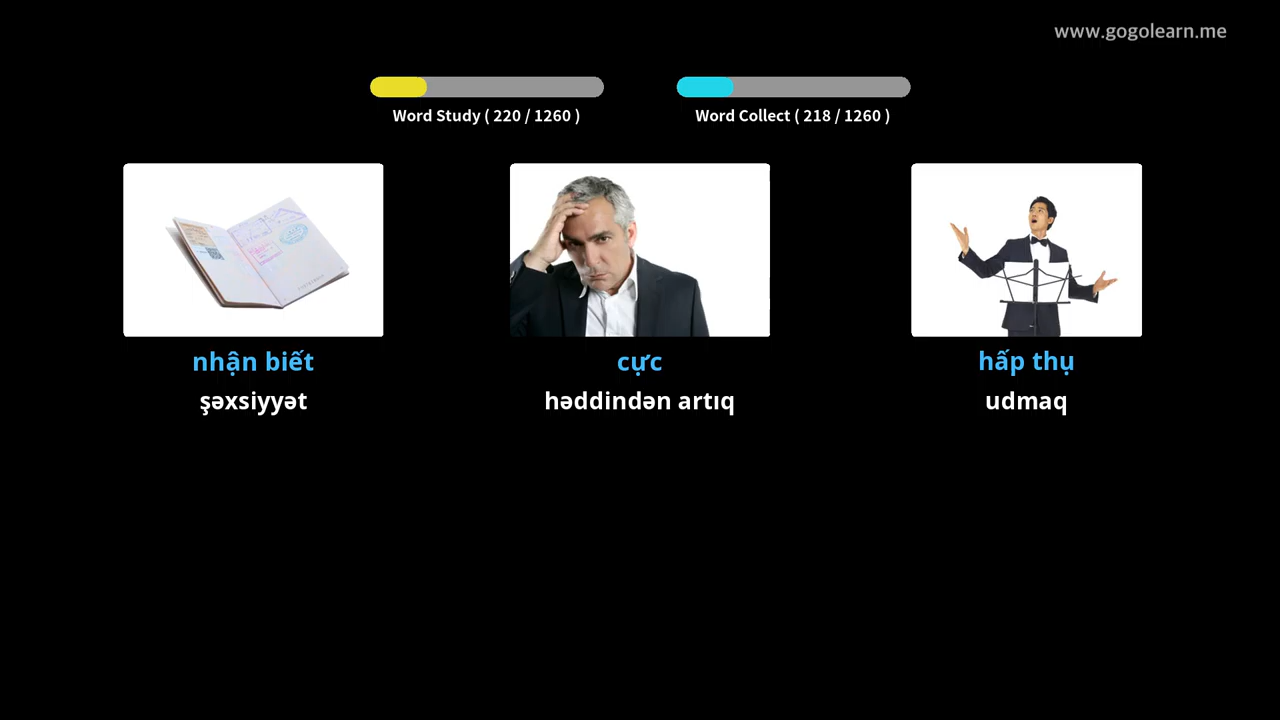 www.gogolearn.me
Word Study ( 220 / 1260 )
Word Collect ( 218 / 1260 )
nhận biết
şəxsiyyət
cực
həddindən artıq
hấp thụ
udmaq